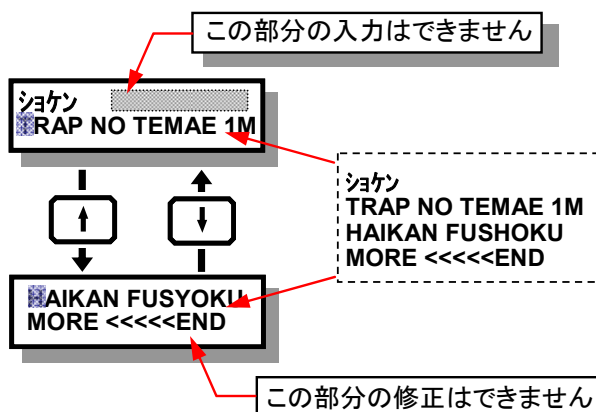 この部分の入力はできません
ショケン
TRAP NO TEMAE 1M
ショケン
TRAP NO TEMAE 1M
HAIKAN FUSHOKU
MORE <<<<<END
↑
↓
HAIKAN FUSYOKU
MORE <<<<<END
この部分の修正はできません